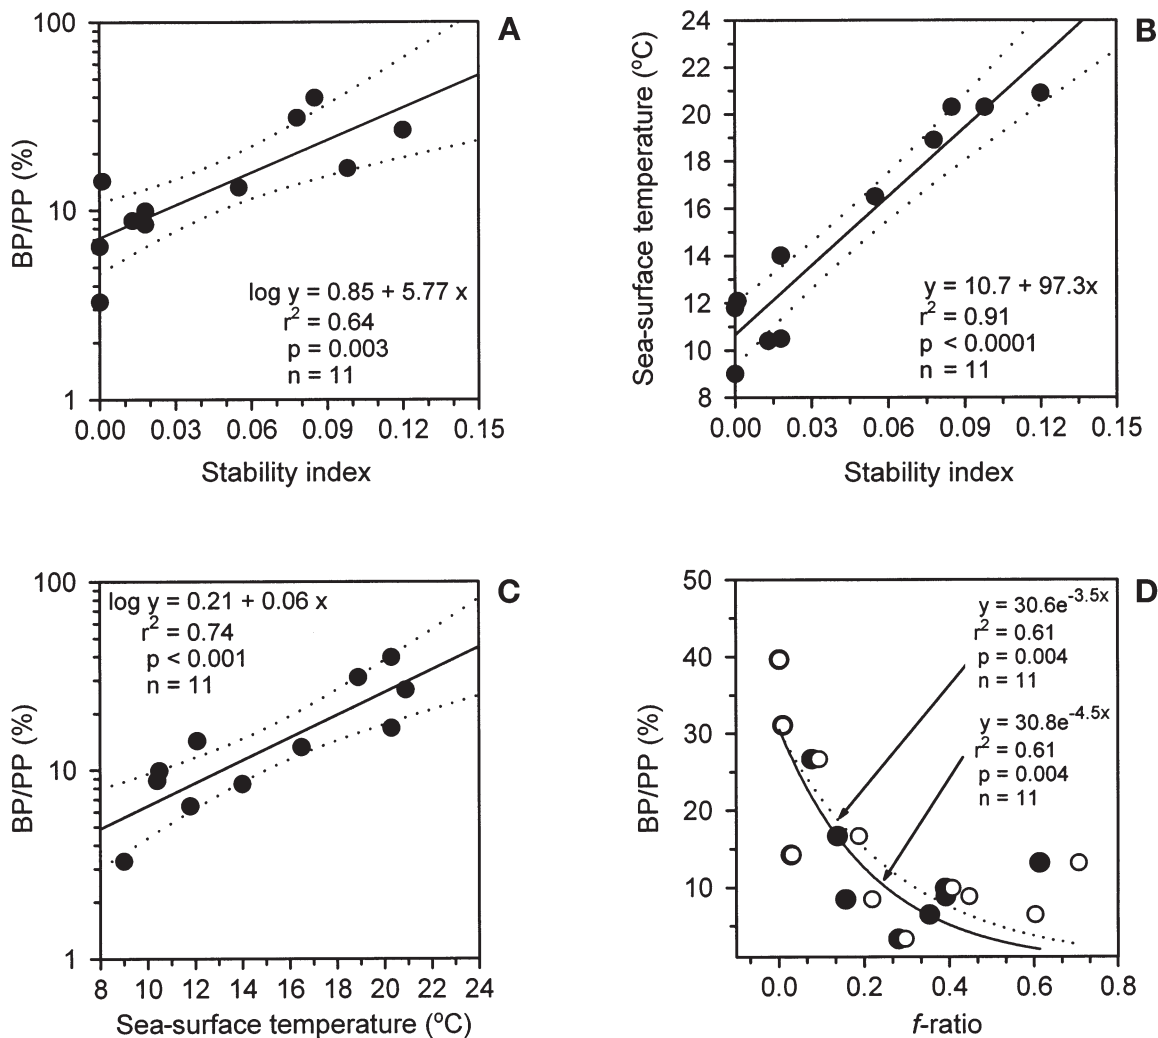 A
100
10
1
BP/PP (%)
log y = 0.85 + 5.77 x
r² = 0.64
p = 0.003
n = 11
0.00 0.03 0.06 0.09 0.12 0.15
Stability index
B
24
22
20
18
16
14
12
10
8
Sea-surface temperature (ºC)
y = 10.7 + 97.3x
r² = 0.91
p < 0.0001
n = 11
0.00 0.03 0.06 0.09 0.12 0.15
Stability index
C
100
10
1
BP/PP (%)
log y = 0.21 + 0.06 x
r² = 0.74
p < 0.001
n = 11
8 10 12 14 16 18 20 22 24
Sea-surface temperature (ºC)
D
50
40
30
20
10
BP/PP (%)
y = 30.6e⁻³·⁵ˣ
r² = 0.61
p = 0.004
n = 11
y = 30.8e⁻⁴·⁵ˣ
r² = 0.61
p = 0.004
n = 11
0.0 0.2 0.4 0.6 0.8
f-ratio